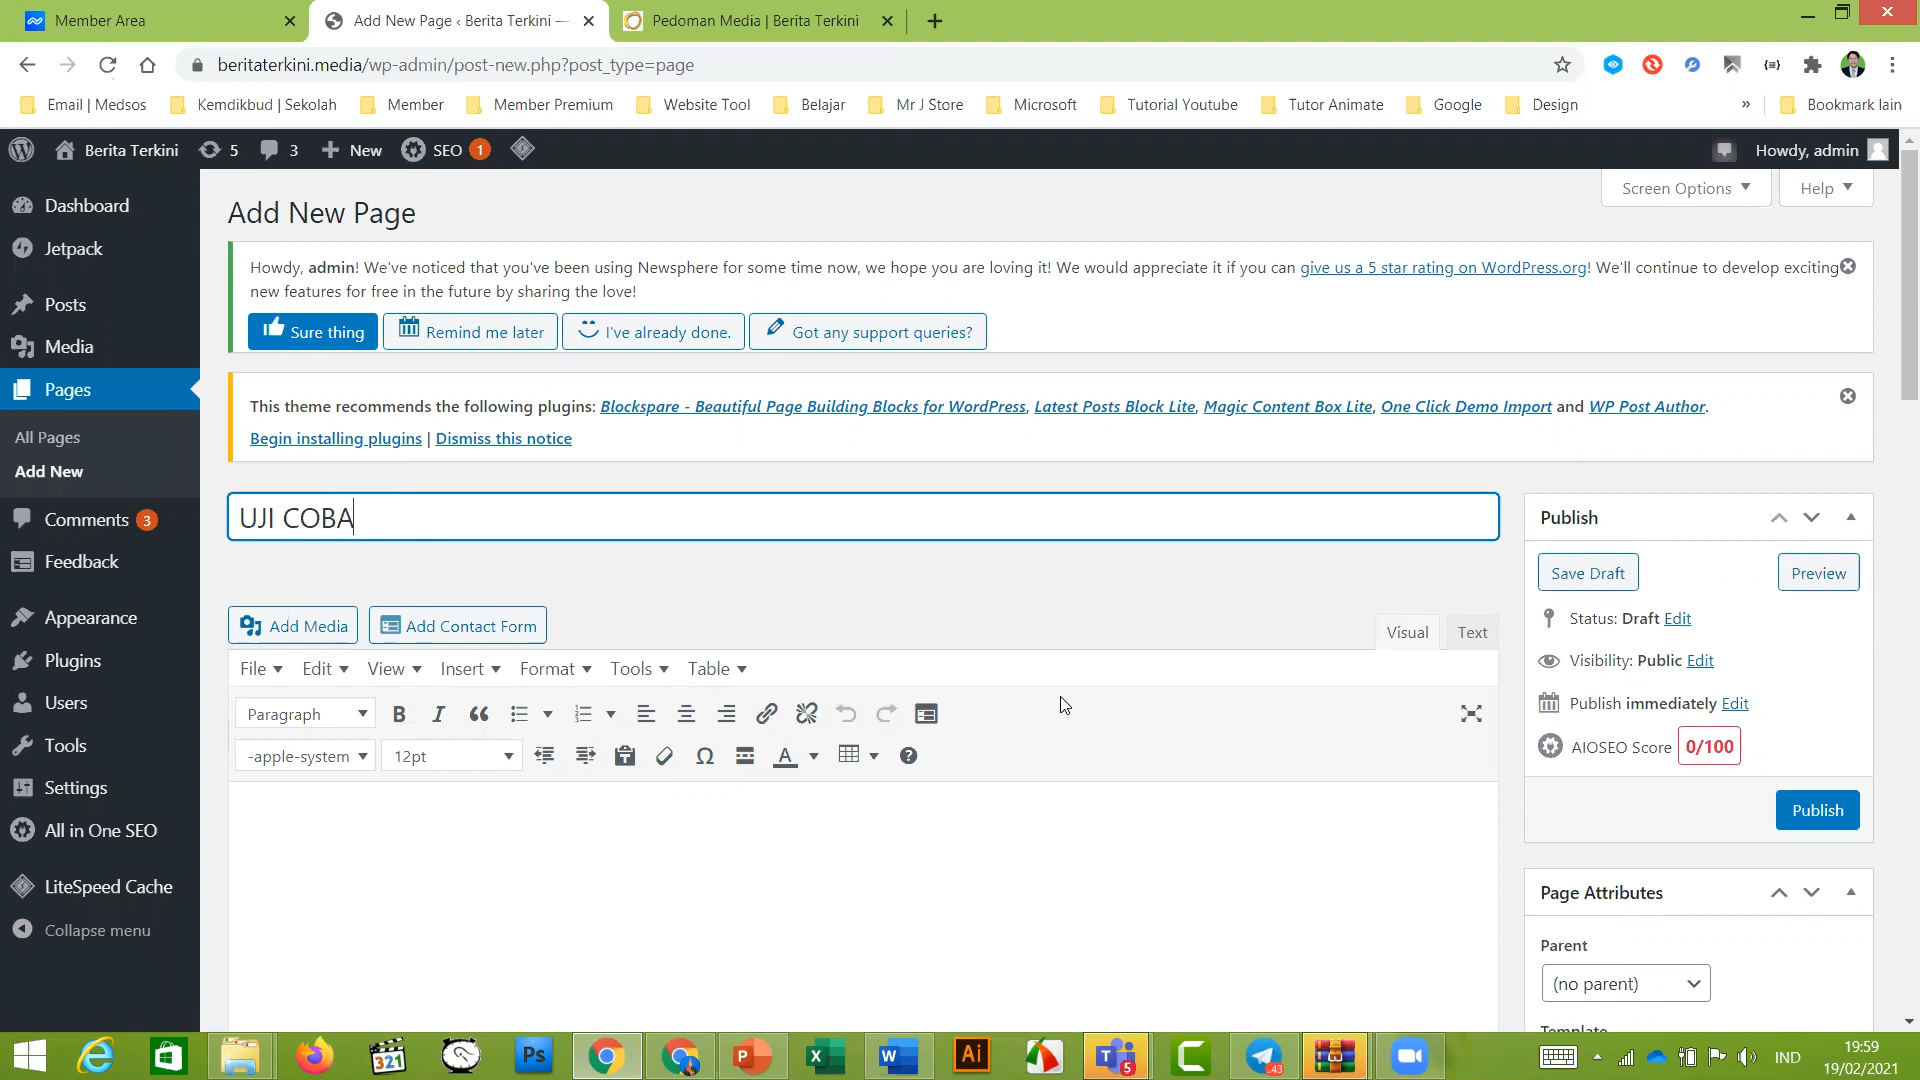 Member Area
Add New Page ‹ Berita Terkini —
Pedoman Media | Berita Terkini
beritaterkini.media/wp-admin/post-new.php?post_type=page
Email | Medsos
Kemdikbud | Sekolah
Member
Member Premium
Website Tool
Belajar
Mr J Store
Microsoft
Tutorial Youtube
Tutor Animate
Google
Design
»
Bookmark lain
Berita Terkini
5
3
New
SEO 1
Howdy, admin
Dashboard
Jetpack
Posts
Media
Pages
All Pages
Add New
Comments 3
Feedback
Appearance
Plugins
Users
Tools
Settings
All in One SEO
LiteSpeed Cache
Collapse menu
Screen Options
Help
Add New Page
Howdy, admin! We've noticed that you've been using Newsphere for some time now, we hope you are loving it! We would appreciate it if you can give us a 5 star rating on WordPress.org! We'll continue to develop exciting
new features for free in the future by sharing the love!
Sure thing
Remind me later
I've already done.
Got any support queries?
This theme recommends the following plugins: Blockspare - Beautiful Page Building Blocks for WordPress, Latest Posts Block Lite, Magic Content Box Lite, One Click Demo Import and WP Post Author.
Begin installing plugins | Dismiss this notice
UJI COBA
Add Media
Add Contact Form
Visual
Text
File
Edit
View
Insert
Format
Tools
Table
Paragraph
B
I
-apple-system
12pt
Ω
A
Publish
Save Draft
Preview
Status: Draft Edit
Visibility: Public Edit
Publish immediately Edit
AIOSEO Score 0/100
Publish
Page Attributes
Parent
(no parent)
Template
321
Ps
P
X
W
Ai
T
5
C
43
IND
19:59
19/02/2021